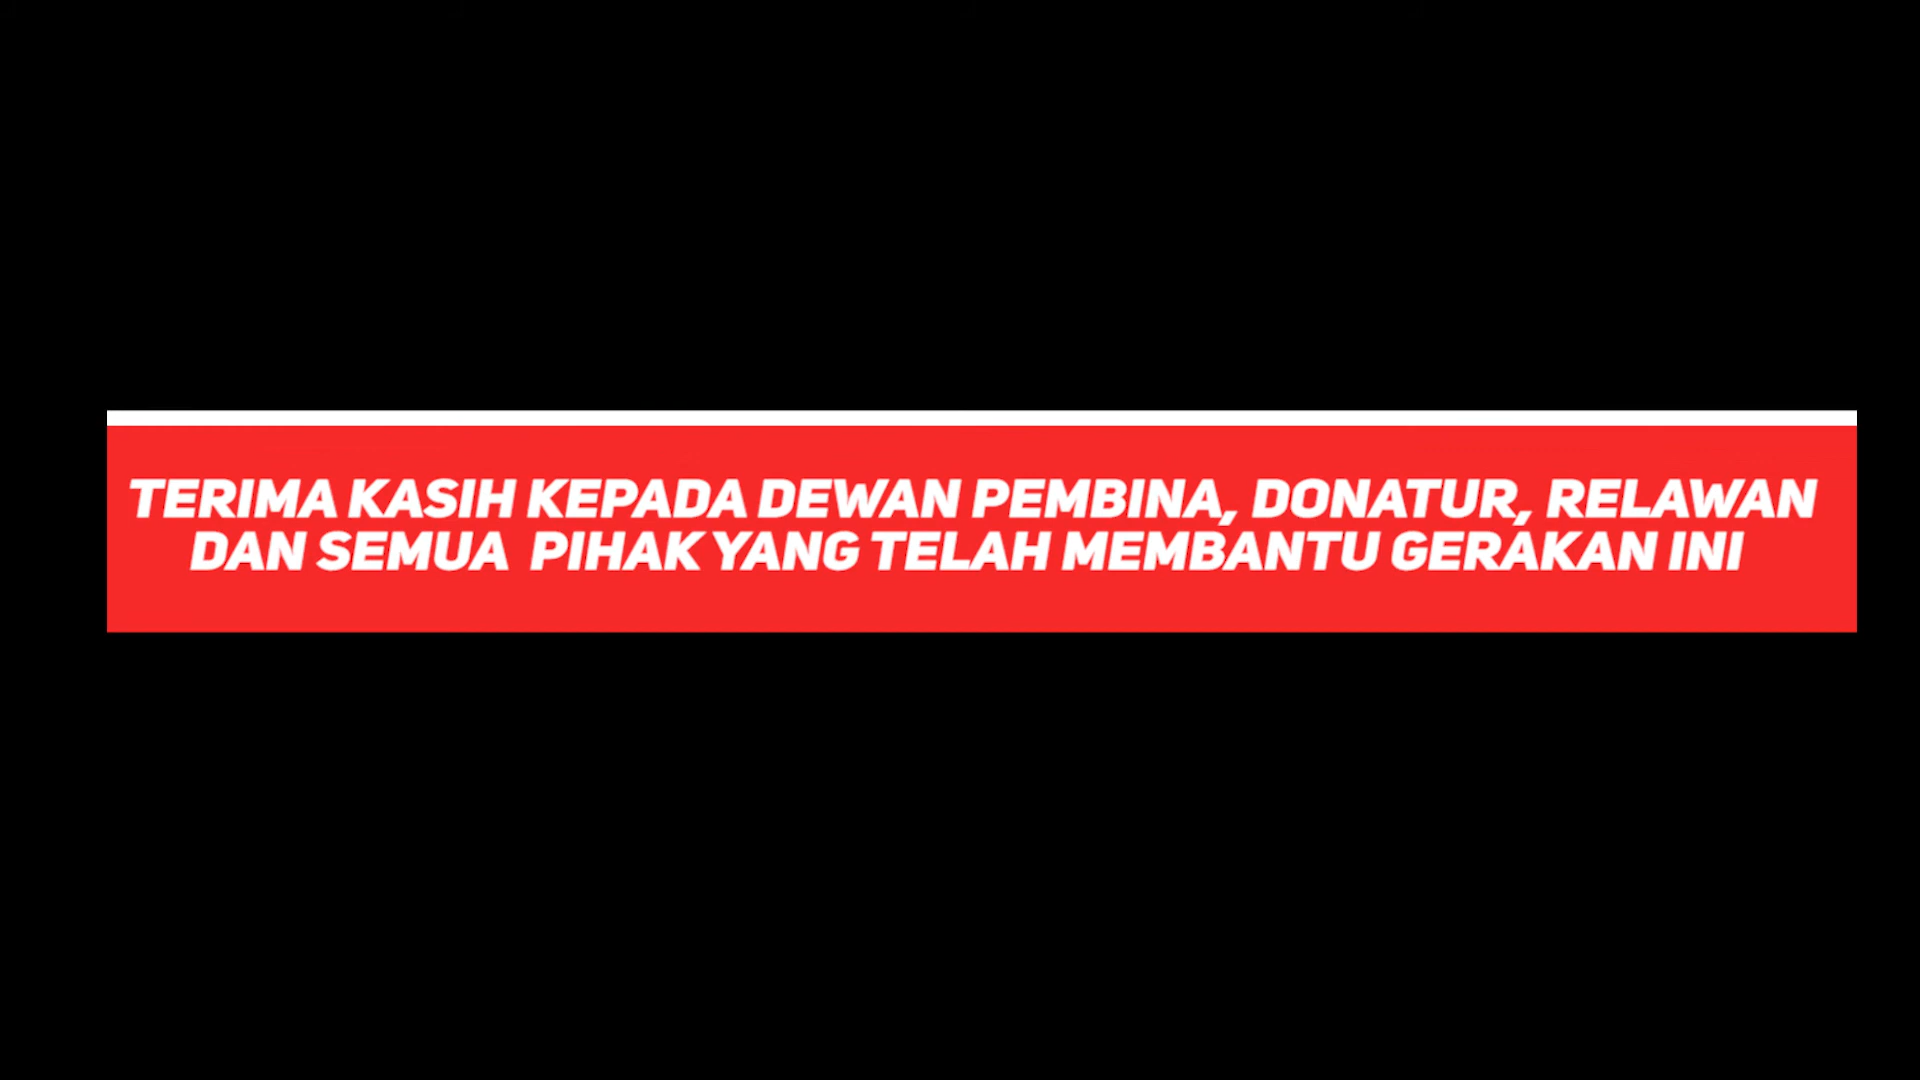 TERIMA KASIH KEPADA DEWAN PEMBINA, DONATUR, RELAWAN
DAN SEMUA PIHAK YANG TELAH MEMBANTU GERAKAN INI